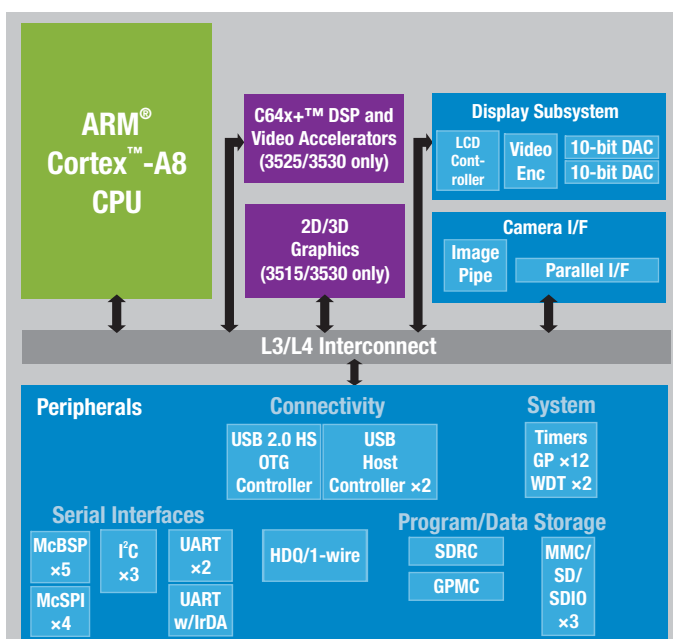 ARM®
Cortex™-A8
CPU
C64x+™ DSP and
Video Accelerators
(3525/3530 only)
2D/3D
Graphics
(3515/3530 only)
Display Subsystem
LCD
Cont-
roller
Video
Enc
10-bit DAC
10-bit DAC
Camera I/F
Image
Pipe
Parallel I/F
L3/L4 Interconnect
Peripherals
Connectivity
USB 2.0 HS
OTG
Controller
USB
Host
Controller ×2
System
Timers
GP ×12
WDT ×2
Serial Interfaces
McBSP
×5
I²C
×3
UART
×2
McSPI
×4
UART
w/IrDA
HDQ/1-wire
Program/Data Storage
SDRC
GPMC
MMC/
SD/
SDIO
×3